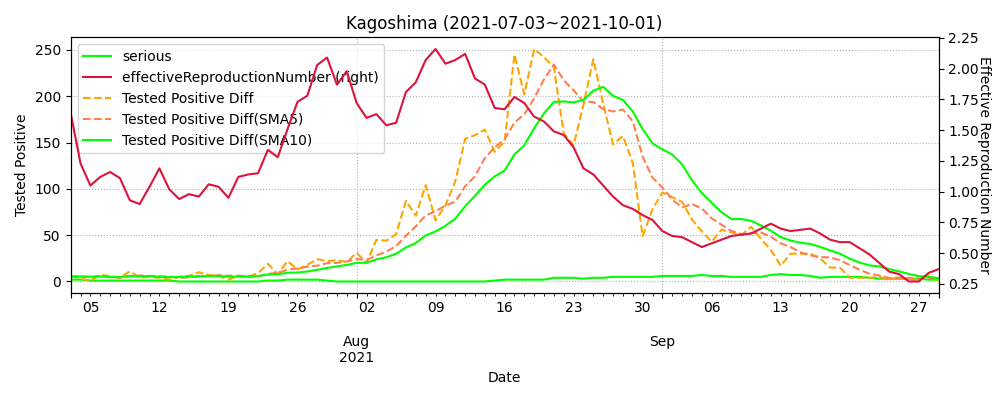 Kagoshima (2021-07-03~2021-10-01)
serious
effectiveReproductionNumber (right)
Tested Positive Diff
Tested Positive Diff(SMA5)
Tested Positive Diff(SMA10)
250
200
150
100
50
0
Tested Positive
2.25
2.00
1.75
1.50
1.25
1.00
0.75
0.50
0.25
Effective Reproduction Number
05 12 19 26 02 09 16 23 30 06 13 20 27
Aug Sep
2021
Date